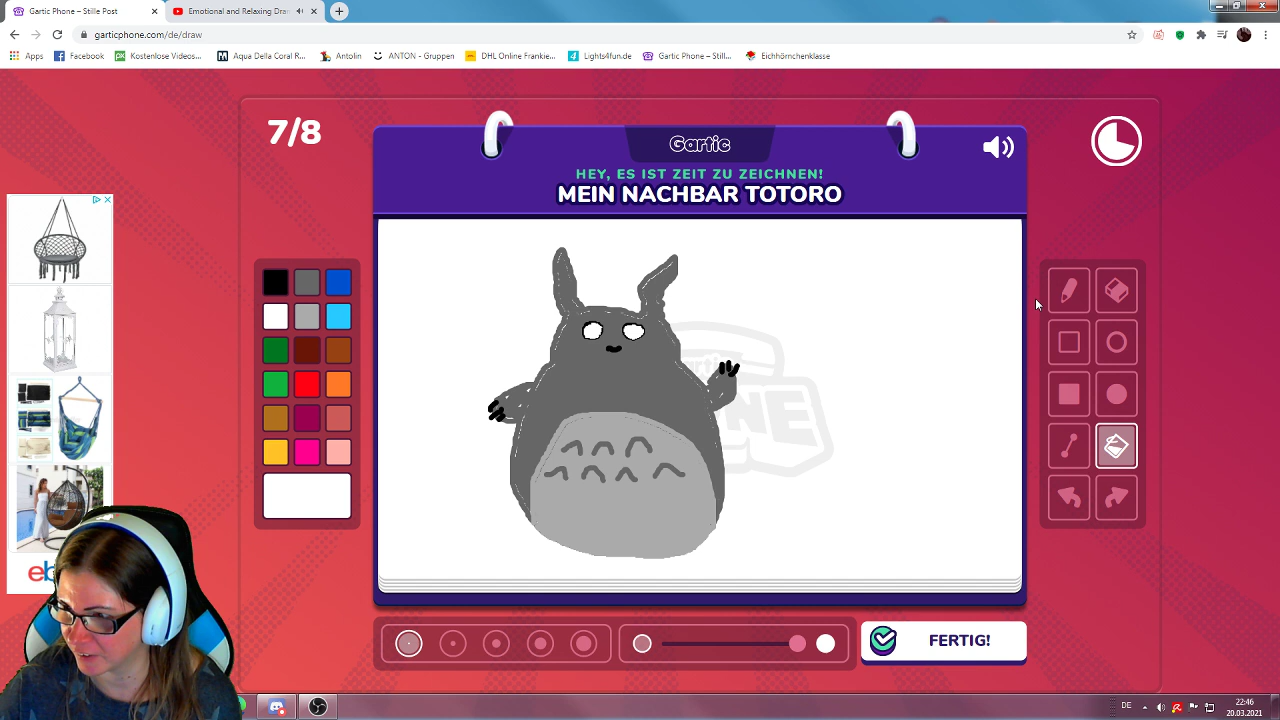 Gartic Phone – Stille Post
Emotional and Relaxing Dra
garticphone.com/de/draw
Apps
Facebook
Kostenlose Videos...
Aqua Della Coral R...
Antolin
ANTON - Gruppen
DHL Online Frankie...
Lights4fun.de
Gartic Phone – Still...
Eichhörnchenklasse
7/8
Gartic
HEY, ES IST ZEIT ZU ZEICHNEN!
MEIN NACHBAR TOTORO
FERTIG!
DE
22:46
20.03.2021